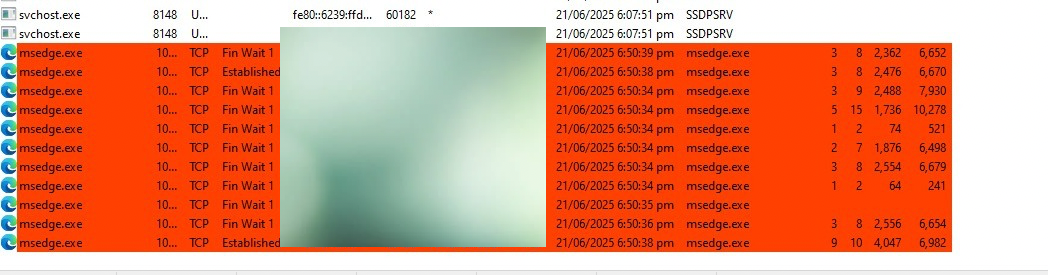 svchost.exe 8148 U... fe80::6239:ffd... 60182 * 21/06/2025 6:07:51 pm SSDPSRV
svchost.exe 8148 U... 21/06/2025 6:07:51 pm SSDPSRV
msedge.exe 10... TCP Fin Wait 1 21/06/2025 6:50:39 pm msedge.exe 3 8 2,362 6,652
msedge.exe 10... TCP Established 21/06/2025 6:50:38 pm msedge.exe 3 8 2,476 6,670
msedge.exe 10... TCP Fin Wait 1 21/06/2025 6:50:34 pm msedge.exe 3 9 2,488 7,930
msedge.exe 10... TCP Fin Wait 1 21/06/2025 6:50:34 pm msedge.exe 5 15 1,736 10,278
msedge.exe 10... TCP Fin Wait 1 21/06/2025 6:50:34 pm msedge.exe 1 2 74 521
msedge.exe 10... TCP Fin Wait 1 21/06/2025 6:50:34 pm msedge.exe 2 7 1,876 6,498
msedge.exe 10... TCP Fin Wait 1 21/06/2025 6:50:34 pm msedge.exe 3 8 2,554 6,679
msedge.exe 10... TCP Fin Wait 1 21/06/2025 6:50:34 pm msedge.exe 1 2 64 241
msedge.exe 10... TCP Fin Wait 1 21/06/2025 6:50:35 pm msedge.exe
msedge.exe 10... TCP Fin Wait 1 21/06/2025 6:50:36 pm msedge.exe 3 8 2,556 6,654
msedge.exe 10... TCP Established 21/06/2025 6:50:38 pm msedge.exe 9 10 4,047 6,982